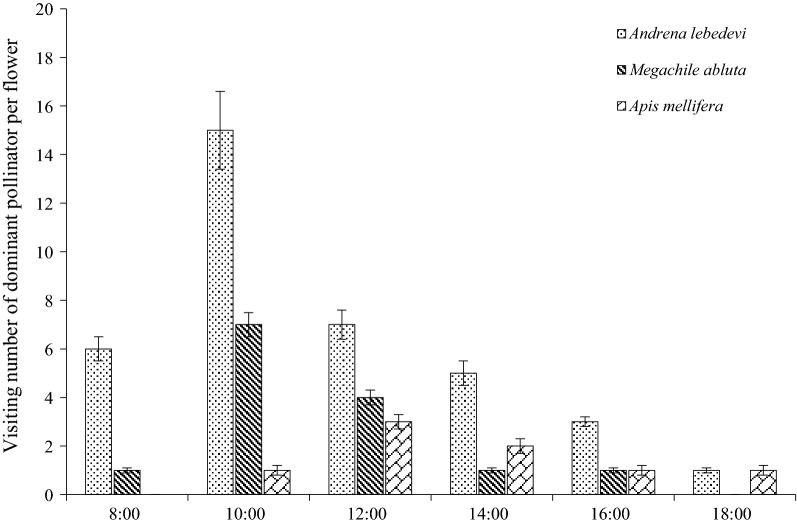 Visiting number of dominant pollinator per flower
20
18
16
14
12
10
8
6
4
2
0
Andrena lebedevi
Megachile abluta
Apis mellifera
8:00 10:00 12:00 14:00 16:00 18:00